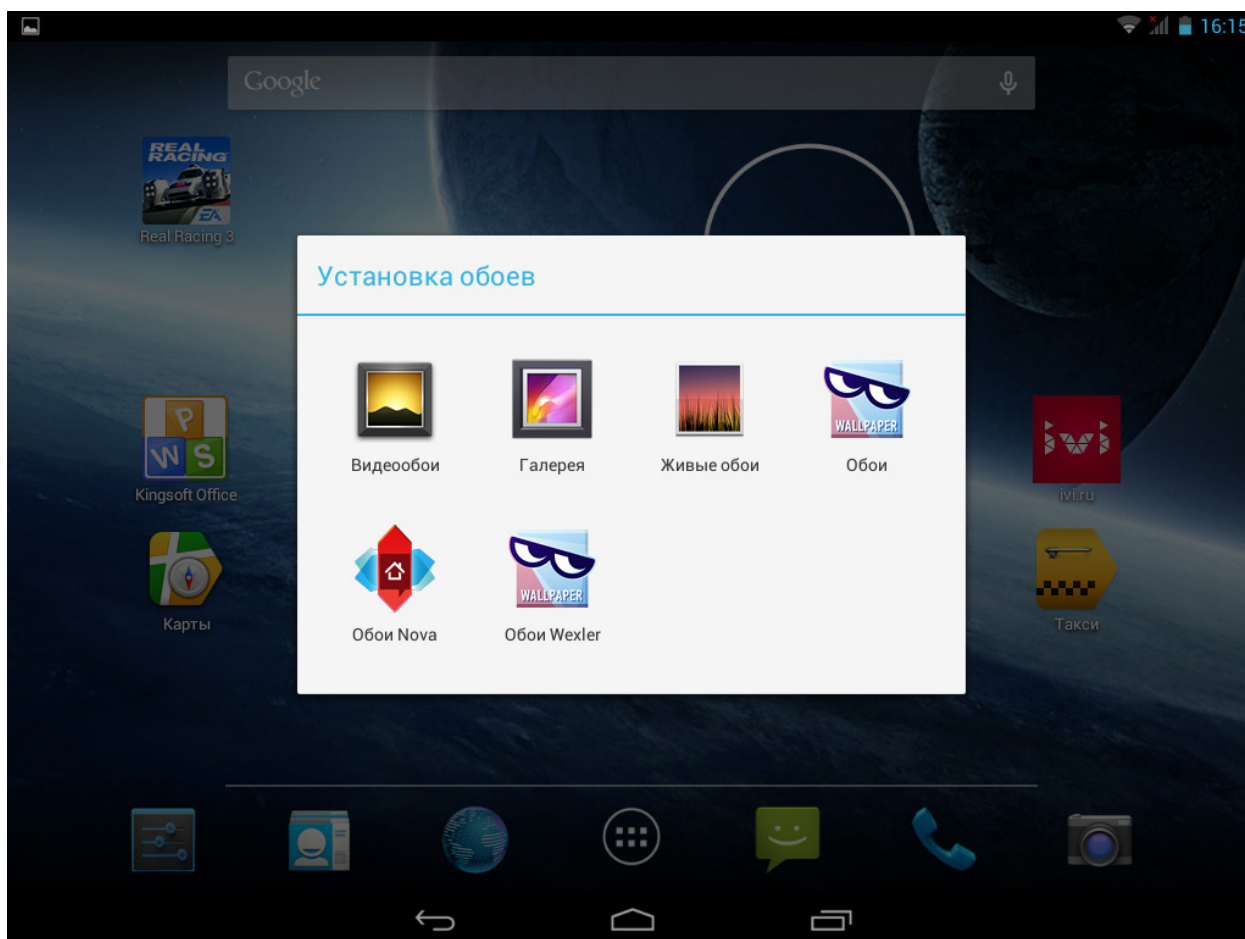 16:15
Google
REAL
RACING
EA
Real Racing 3
Установка обоев
WALLPAPER
Видеообои
Галерея
Живые обои
Обои
P
W S
Kingsoft Office
ivi
ivi.ru
WALLPAPER
Обои Nova
Обои Wexler
Карты
Такси